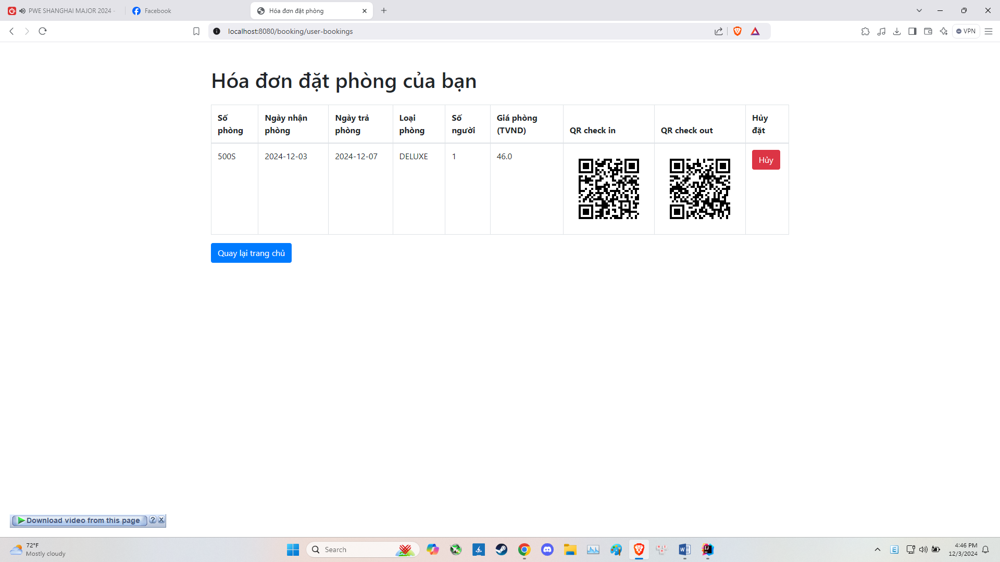 PWE SHANGHAI MAJOR 2024 -
Facebook
Hóa đơn đặt phòng
localhost:8080/booking/user-bookings
VPN
Hóa đơn đặt phòng của bạn
Số phòng
Ngày nhận phòng
Ngày trả phòng
Loại phòng
Số người
Giá phòng (TVND)
QR check in
QR check out
Hủy đặt
500S
2024-12-03
2024-12-07
DELUXE
1
46.0
Hủy
Quay lại trang chủ
Download video from this page
72°F
Mostly cloudy
Search
4:46 PM
12/3/2024